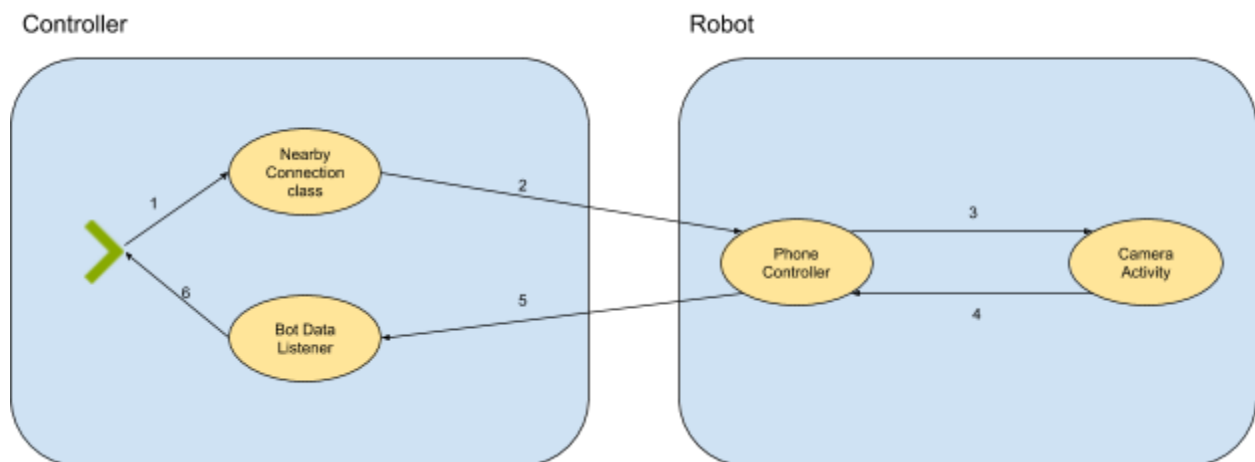 Controller
Robot
Nearby
Connection
class
1
2
3
Phone
Controller
Camera
Activity
4
5
6
Bot Data
Listener